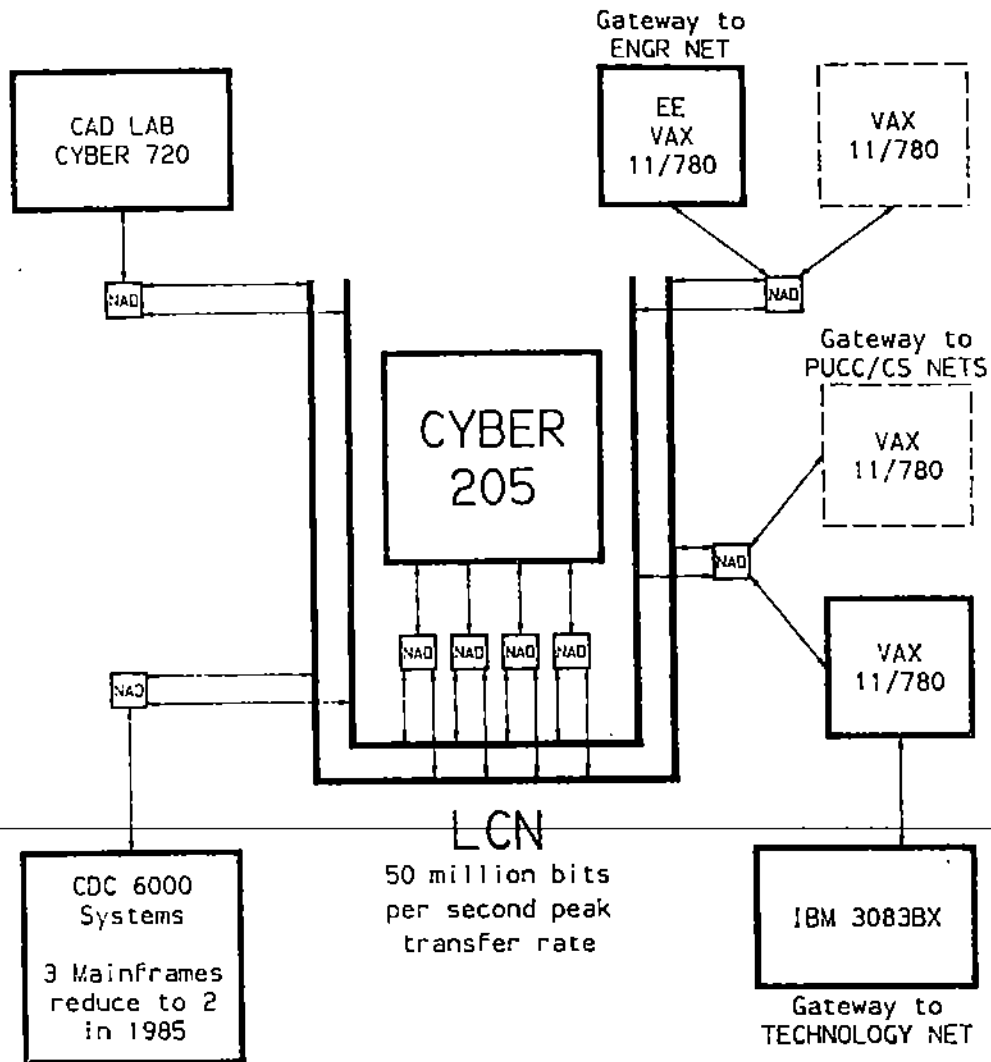 Gateway to
ENGR NET
CAD LAB
CYBER 720
EE
VAX
11/780
VAX
11/780
NAD
NAD
Gateway to
PUCC/CS NETS
CYBER
205
VAX
11/780
NAD
NAD
NAD
NAD
NAD
NAD
VAX
11/780
LCN
50 million bits
per second peak
transfer rate
CDC 6000
Systems
3 Mainframes
reduce to 2
in 1985
IBM 3083BX
Gateway to
TECHNOLOGY NET